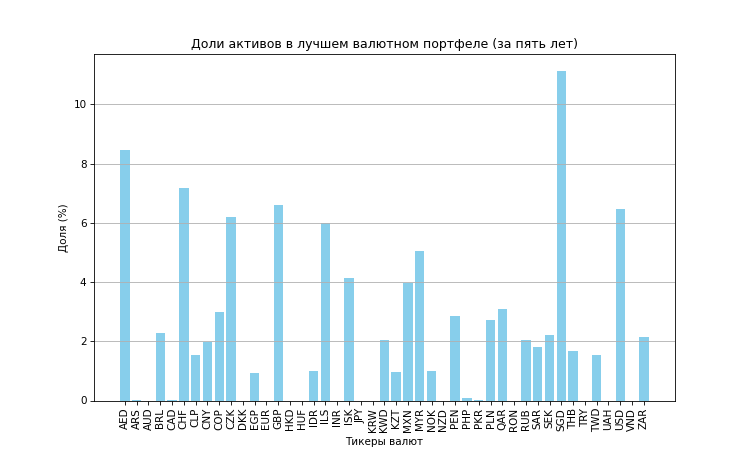 Доли активов в лучшем валютном портфеле (за пять лет)
Доля (%)
10
8
6
4
2
0
AED ARS AUD BRL CAD CHF CLP CNY COP CZK DKK EGP EUR GBP HKD HUF IDR ILS INR ISK JPY KRW KWD KZT MXN MYR NOK NZD PEN PHP PKR PLN QAR RON RUB SAR SEK SGD THB TRY TWD UAH USD VND ZAR
Тикеры валют